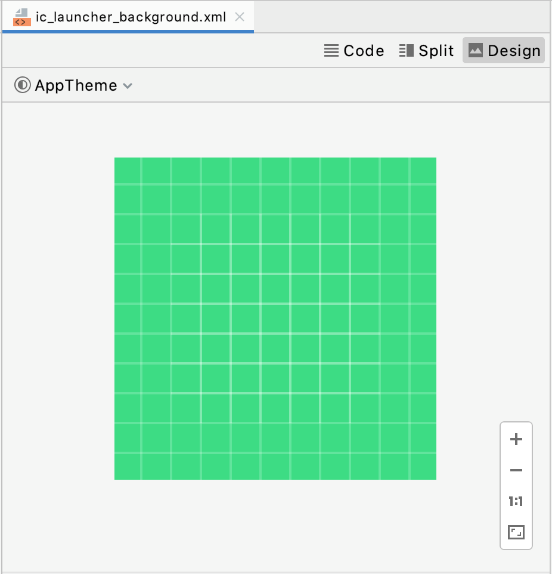 ic_launcher_background.xml
Code Split Design
AppTheme
1:1